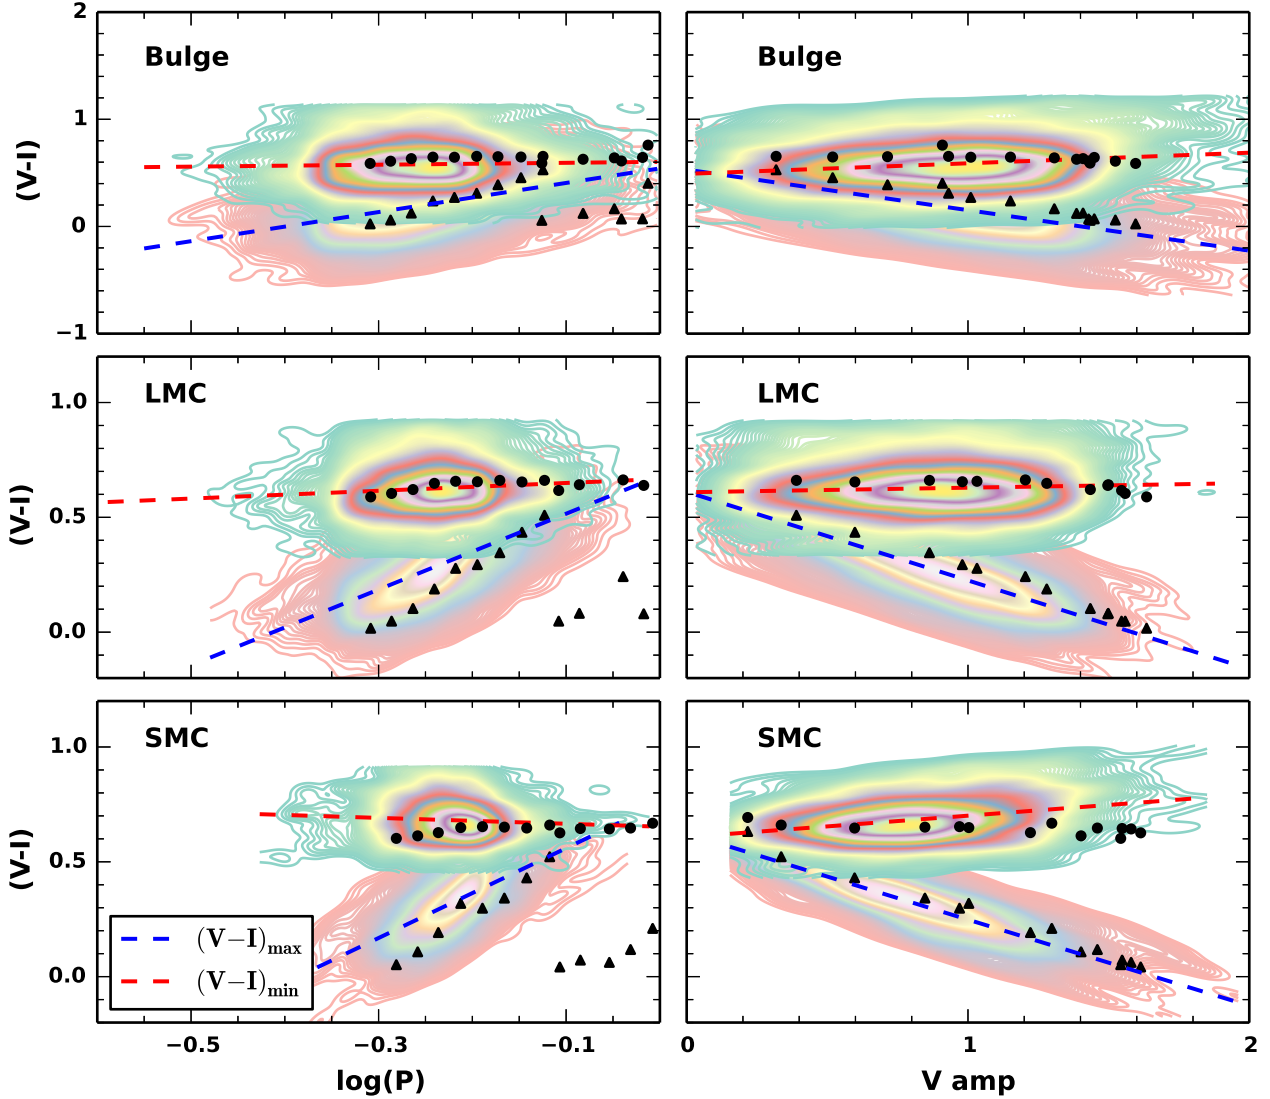 2
1
0
−1
(V-I)
Bulge
Bulge
1.0
0.5
0.0
(V-I)
LMC
LMC
1.0
0.5
0.0
(V-I)
SMC
SMC
(V−I)max
(V−I)min
−0.5 −0.3 −0.1
0 1 2
log(P)
V amp